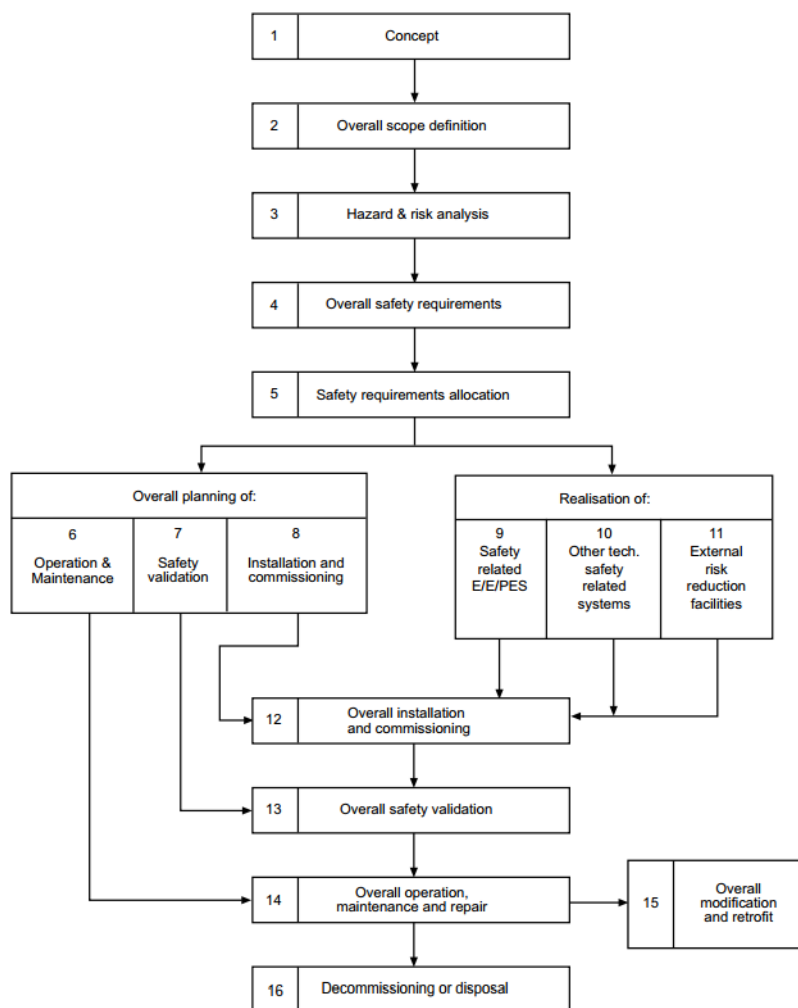 1 Concept
2 Overall scope definition
3 Hazard & risk analysis
4 Overall safety requirements
5 Safety requirements allocation
Overall planning of:
6
Operation &
Maintenance
7
Safety
validation
8
Installation and
commissioning
Realisation of:
9
Safety
related
E/E/PES
10
Other tech.
safety
related
systems
11
External
risk
reduction
facilities
12 Overall installation
and commissioning
13 Overall safety validation
14 Overall operation,
maintenance and repair
15 Overall
modification
and retrofit
16 Decommissioning or disposal